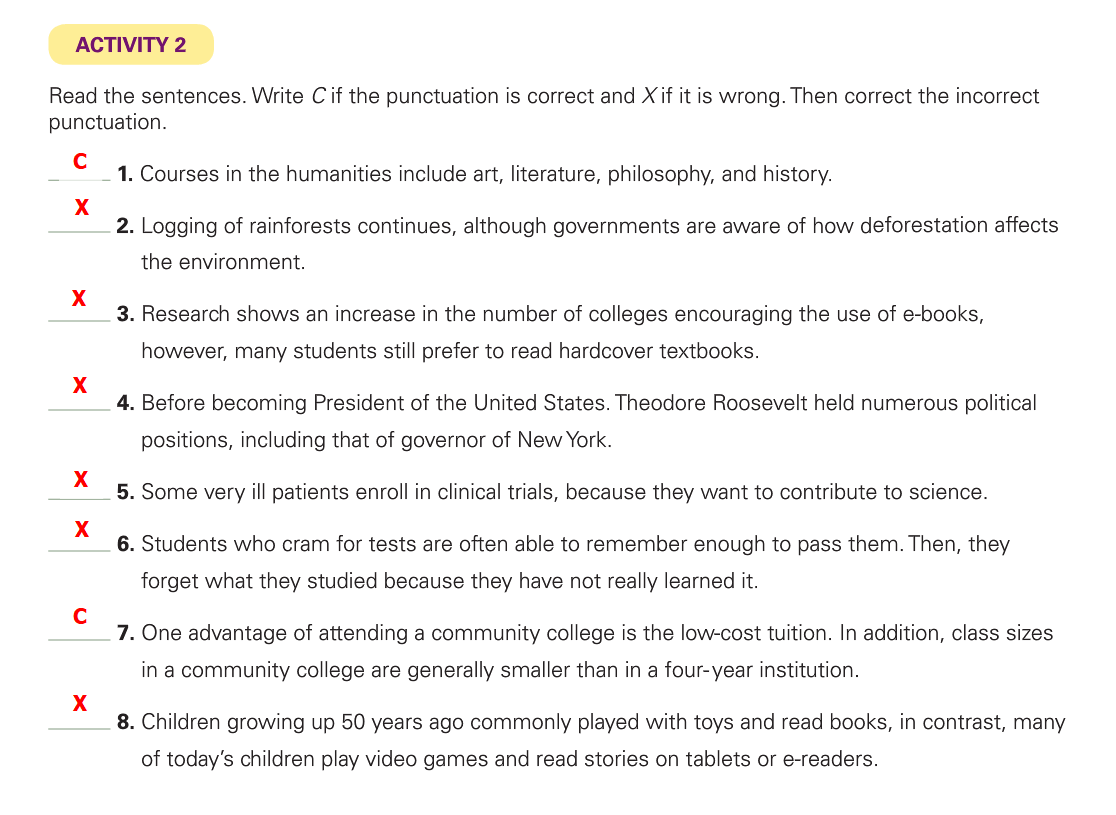 ACTIVITY 2
Read the sentences. Write C if the punctuation is correct and X if it is wrong. Then correct the incorrect
punctuation.
C 1. Courses in the humanities include art, literature, philosophy, and history.
X 2. Logging of rainforests continues, although governments are aware of how deforestation affects
the environment.
X 3. Research shows an increase in the number of colleges encouraging the use of e-books,
however, many students still prefer to read hardcover textbooks.
X 4. Before becoming President of the United States. Theodore Roosevelt held numerous political
positions, including that of governor of New York.
X 5. Some very ill patients enroll in clinical trials, because they want to contribute to science.
X 6. Students who cram for tests are often able to remember enough to pass them. Then, they
forget what they studied because they have not really learned it.
C 7. One advantage of attending a community college is the low-cost tuition. In addition, class sizes
in a community college are generally smaller than in a four-year institution.
X 8. Children growing up 50 years ago commonly played with toys and read books, in contrast, many
of today's children play video games and read stories on tablets or e-readers.